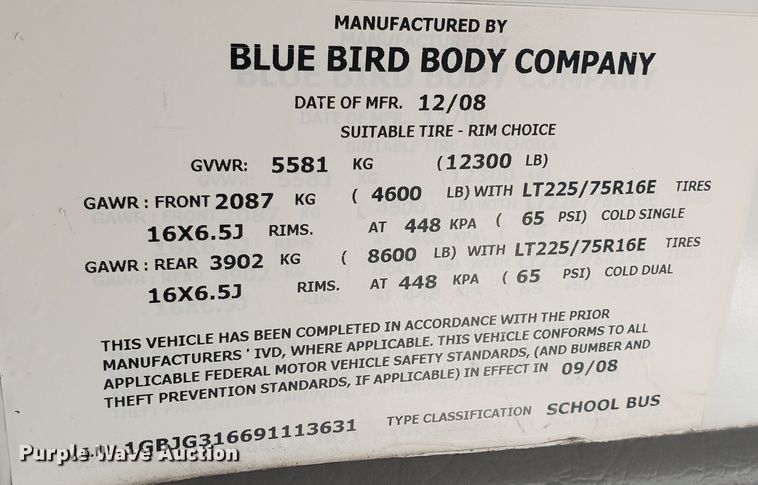 MANUFACTURED BY
BLUE BIRD BODY COMPANY
DATE OF MFR. 12/08
SUITABLE TIRE - RIM CHOICE
GVWR: 5581 KG (12300 LB)
GAWR : FRONT 2087 KG ( 4600 LB) WITH LT225/75R16E TIRES
16X6.5J RIMS. AT 448 KPA ( 65 PSI) COLD SINGLE
GAWR : REAR 3902 KG ( 8600 LB) WITH LT225/75R16E TIRES
16X6.5J RIMS. AT 448 KPA ( 65 PSI) COLD DUAL
THIS VEHICLE HAS BEEN COMPLETED IN ACCORDANCE WITH THE PRIOR
MANUFACTURERS ' IVD, WHERE APPLICABLE. THIS VEHICLE CONFORMS TO ALL
APPLICABLE FEDERAL MOTOR VEHICLE SAFETY STANDARDS, (AND BUMBER AND
THEFT PREVENTION STANDARDS, IF APPLICABLE) IN EFFECT IN 09/08
1GBJG316691113631 TYPE CLASSIFICATION SCHOOL BUS
Purple Wave Auction